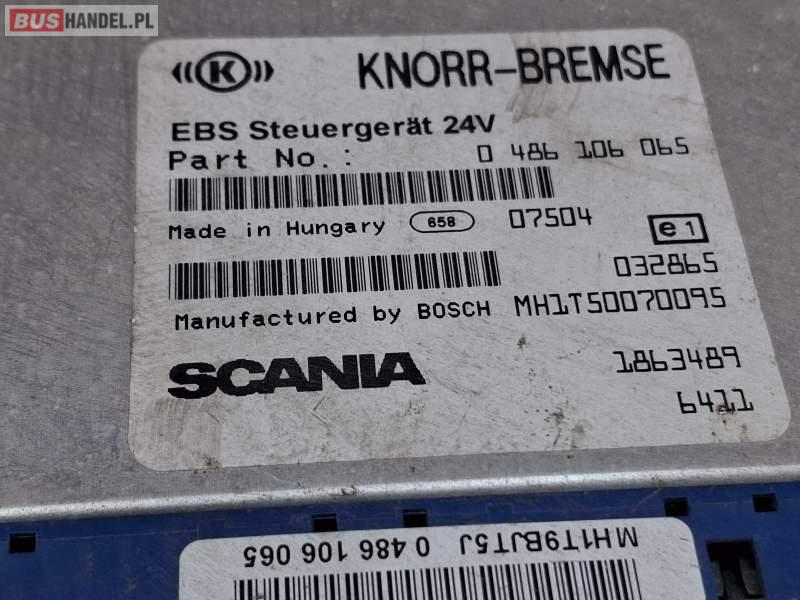 BUSHANDEL.PL
K KNORR-BREMSE
EBS Steuergerät 24V
Part No.: 0 486 106 065
Made in Hungary 658 07504 e1
032865
Manufactured by BOSCH MH1T50070095
SCANIA 1863489
6411
MH1T9BJT5J 0 486 106 065